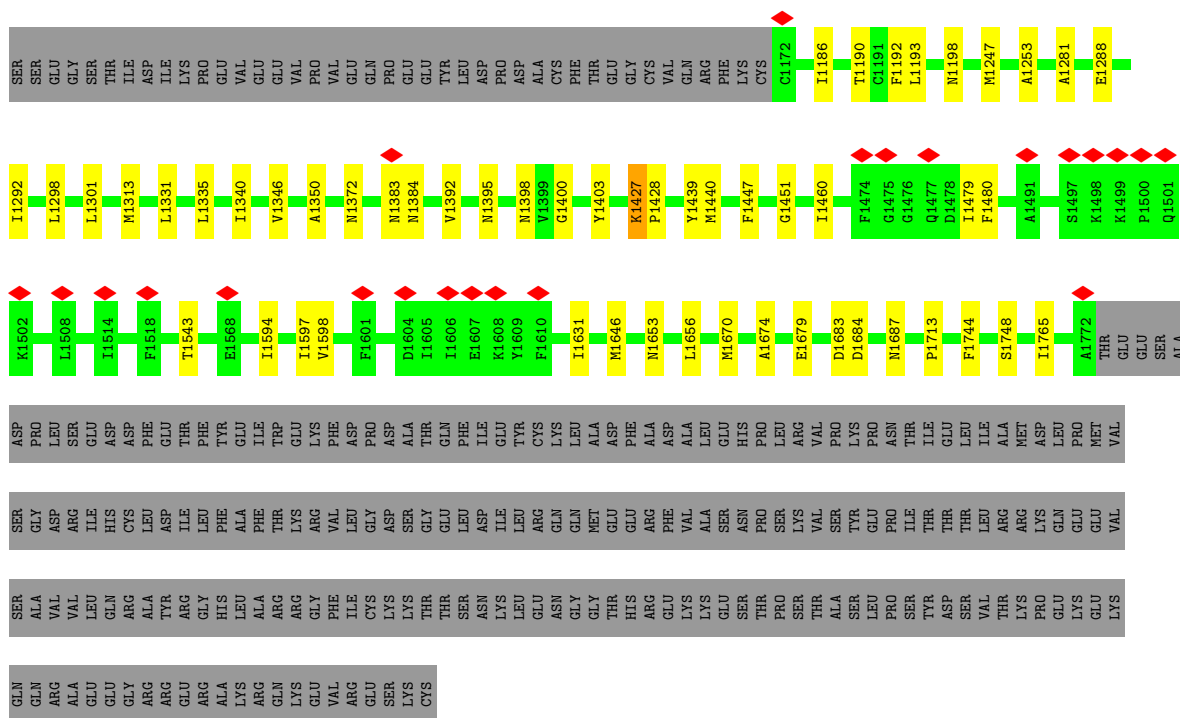 SER SER GLU GLY SER THR ILE ASP ILE LYS PRO GLU VAL GLU GLU VAL PRO VAL GLU GLN PRO GLU GLU TYR LEU ASP PRO ASP ALA CYS PHE THR GLU GLY CYS VAL GLN ARG PHE LYS CYS C1172 I1186 T1190 C1191 F1192 L1193 N1198 M1247 A1253 A1281 E1288
I1292 L1298 L1301 M1313 L1331 L1335 I1340 V1346 A1350 N1372 N1383 N1384 V1392 N1395 N1398 V1399 G1400 Y1403 K1427 P1428 Y1439 M1440 F1447 G1451 I1460 F1474 G1475 G1476 Q1477 D1478 I1479 F1480 A1491 S1497 K1498 K1499 P1500 Q1501
K1502 L1508 I1514 F1518 T1543 E1568 I1594 I1597 V1598 F1601 D1604 I1605 I1606 E1607 K1608 Y1609 F1610 I1631 M1646 N1653 L1656 M1670 A1674 E1679 D1683 D1684 N1687 P1713 F1744 S1748 I1765 A1772 THR GLU GLU SER ALA
ASP PRO LEU SER GLU ASP ASP PHE GLU THR PHE TYR GLU ILE TRP GLU LYS PHE ASP PRO ASP ALA THR GLN PHE ILE GLU TYR CYS LYS LEU ALA ASP PHE ALA ASP ALA LEU GLU HIS PRO LEU ARG VAL PRO LYS PRO ASN THR ILE GLU LEU ILE ALA MET ASP LEU PRO MET VAL
SER GLY ASP ARG ILE HIS CYS LEU ASP ILE LEU PHE ALA PHE THR LYS ARG VAL LEU GLY ASP SER GLY GLU LEU ASP ILE LEU ARG GLN GLN MET GLU GLU ARG PHE VAL ALA SER ASN PRO SER LYS VAL SER TYR GLU PRO ILE THR THR THR LEU ARG ARG LYS GLN GLU GLU VAL
SER ALA VAL VAL LEU GLN ARG ALA TYR ARG GLY HIS LEU ALA ARG ARG GLY PHE ILE CYS LYS LYS THR THR SER ASN LYS LEU GLU ASN GLY GLY THR HIS ARG GLU LYS LYS GLU SER THR PRO SER THR ALA SER LEU PRO SER TYR ASP SER VAL THR LYS PRO GLU LYS GLU LYS
GLN GLN ARG ALA GLU GLU GLY ARG ARG GLU ARG ALA LYS ARG GLN LYS GLU VAL ARG GLU SER LYS CYS